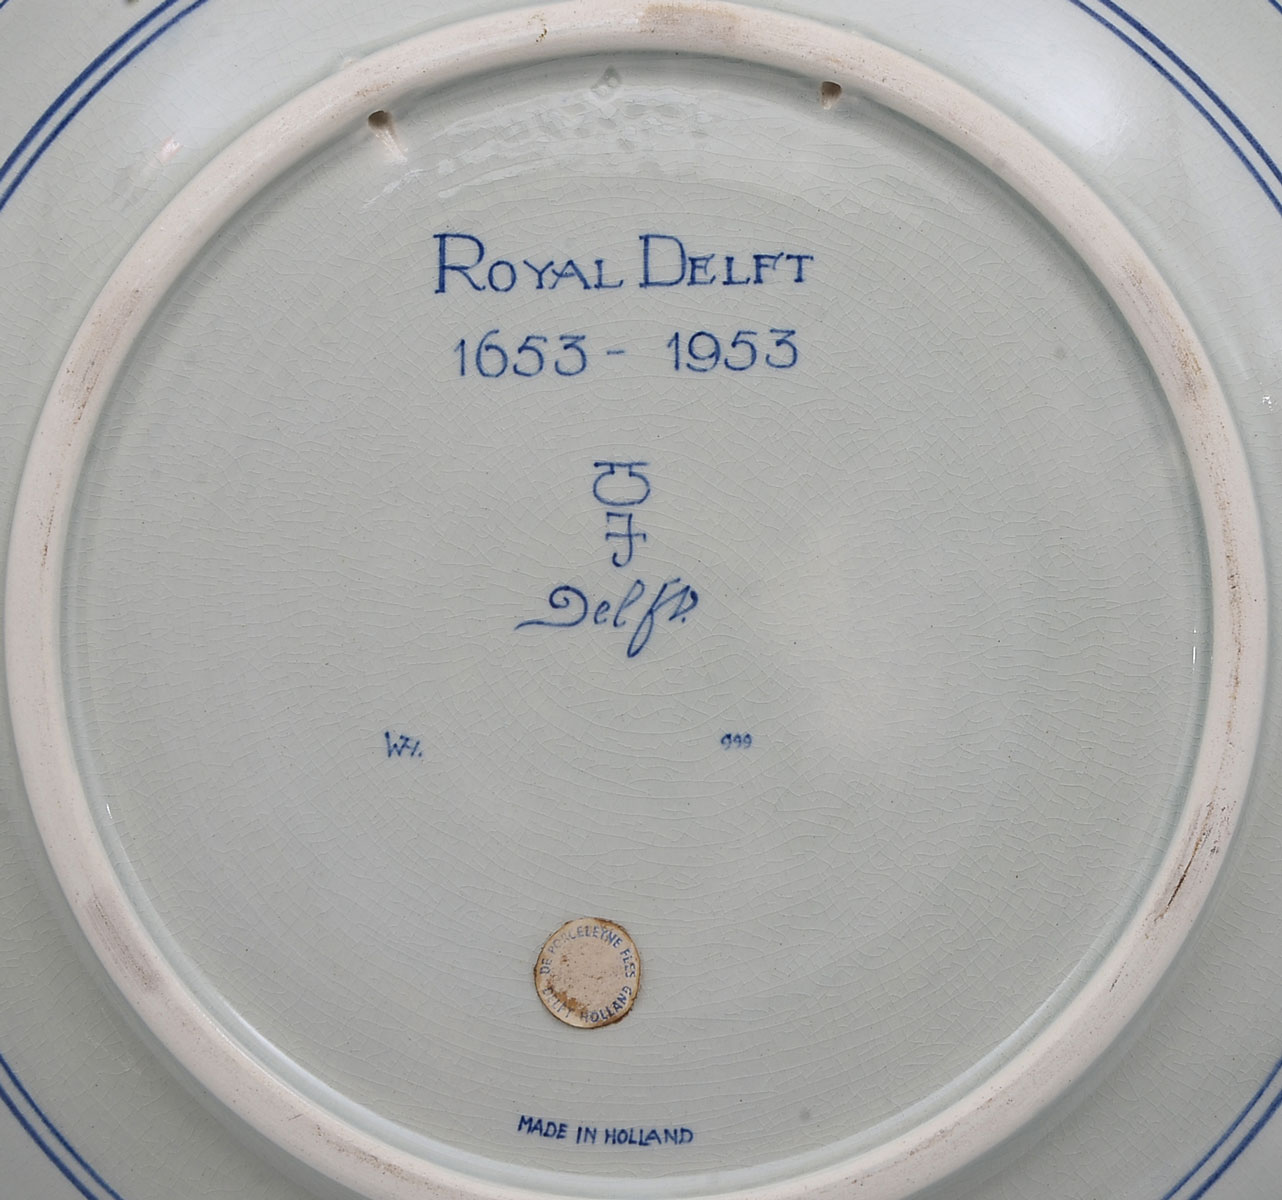 ROYAL DELFT
1653 - 1953
Delft
999
DE PORCELEYNE FLES
DELFT HOLLAND
MADE IN HOLLAND